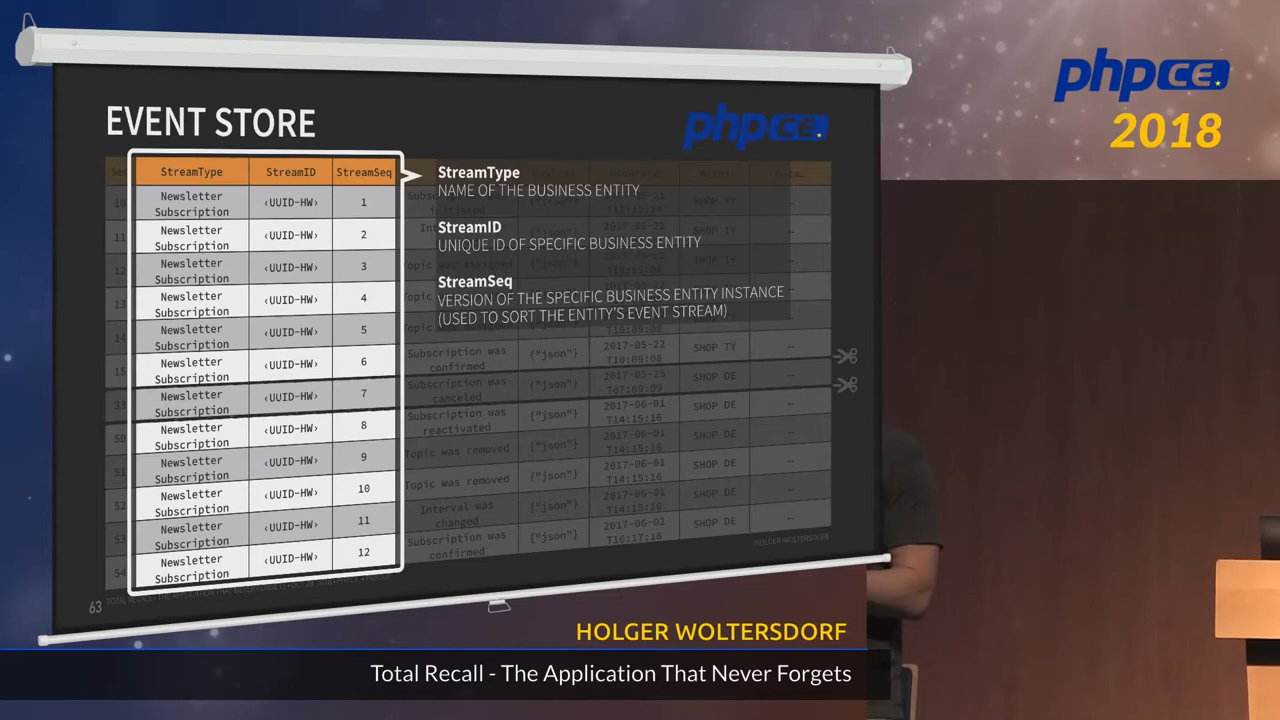 phpce
2018
EVENT STORE
phpce
StreamType StreamID StreamSeq
Newsletter Subscription ‹UUID-HW› 1
Newsletter Subscription ‹UUID-HW› 2
Newsletter Subscription ‹UUID-HW› 3
Newsletter Subscription ‹UUID-HW› 4
Newsletter Subscription ‹UUID-HW› 5
Newsletter Subscription ‹UUID-HW› 6
Newsletter Subscription ‹UUID-HW› 7
Newsletter Subscription ‹UUID-HW› 8
Newsletter Subscription ‹UUID-HW› 9
Newsletter Subscription ‹UUID-HW› 10
Newsletter Subscription ‹UUID-HW› 11
Newsletter Subscription ‹UUID-HW› 12
StreamType
NAME OF THE BUSINESS ENTITY
StreamID
UNIQUE ID OF SPECIFIC BUSINESS ENTITY
StreamSeq
VERSION OF THE SPECIFIC BUSINESS ENTITY INSTANCE
(USED TO SORT THE ENTITY'S EVENT STREAM)
Subscription was confirmed {"json"} 2017-05-22 T10:09:08 SHOP TY …
Subscription was canceled {"json"} 2017-05-25 T07:09:09 SHOP DE …
Subscription was reactivated {"json"} 2017-06-01 T14:15:16 SHOP DE …
Topic was removed {"json"} 2017-06-01 T14:15:16 SHOP DE …
Topic was removed {"json"} 2017-06-01 T14:15:16 SHOP DE …
Interval was changed {"json"} 2017-06-01 T14:15:16 SHOP DE …
Subscription was confirmed {"json"} 2017-06-02 T16:17:18 SHOP DE …
HOLGER WOLTERSDORF
63
HOLGER WOLTERSDORF
Total Recall - The Application That Never Forgets